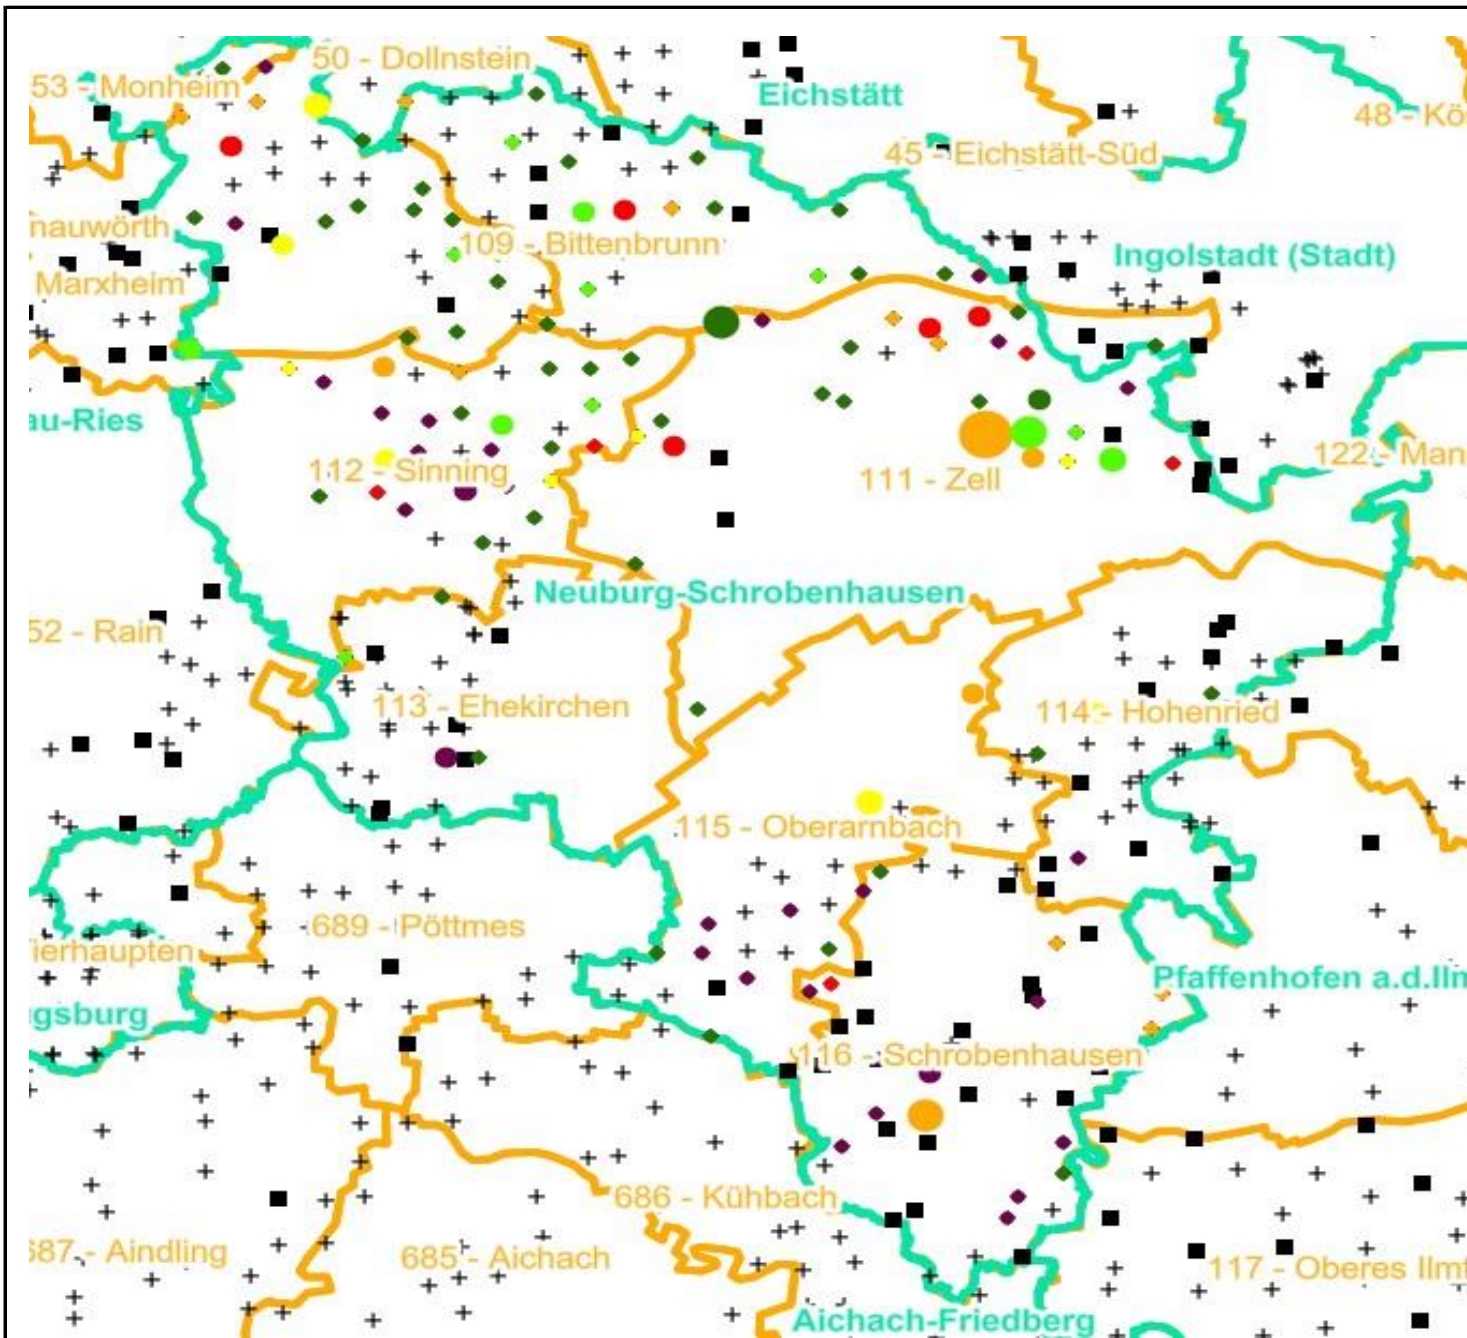 50 - Dollnstein
53 - Monheim
Eichstätt
48 - Kö
45 - Eichstätt-Süd
nauwörth
109 - Bittenbrunn
Ingolstadt (Stadt)
Marxheim
au-Ries
122 - Man
112 - Sinning
111 - Zell
Neuburg-Schrobenhausen
52 - Rain
113 - Ehekirchen
114 - Hohenried
115 - Oberarnbach
689 - Pöttmes
ierhaupten
Pfaffenhofen a.d.Ilm
gsburg
116 - Schrobenhausen
686 - Kühbach
687 - Aindling
685 - Aichach
117 - Oberes Ilmt
Aichach-Friedberg